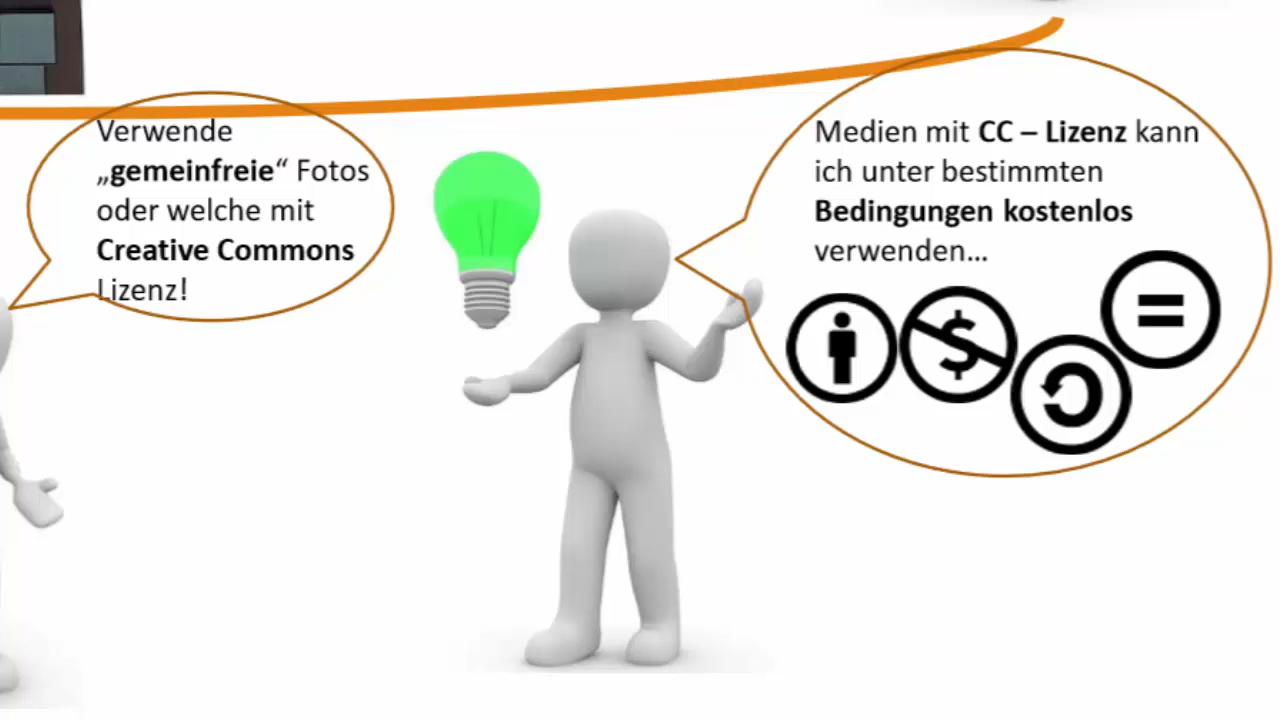 Verwende
„gemeinfreie“ Fotos
oder welche mit
Creative Commons
Lizenz!
Medien mit CC – Lizenz kann
ich unter bestimmten
Bedingungen kostenlos
verwenden...